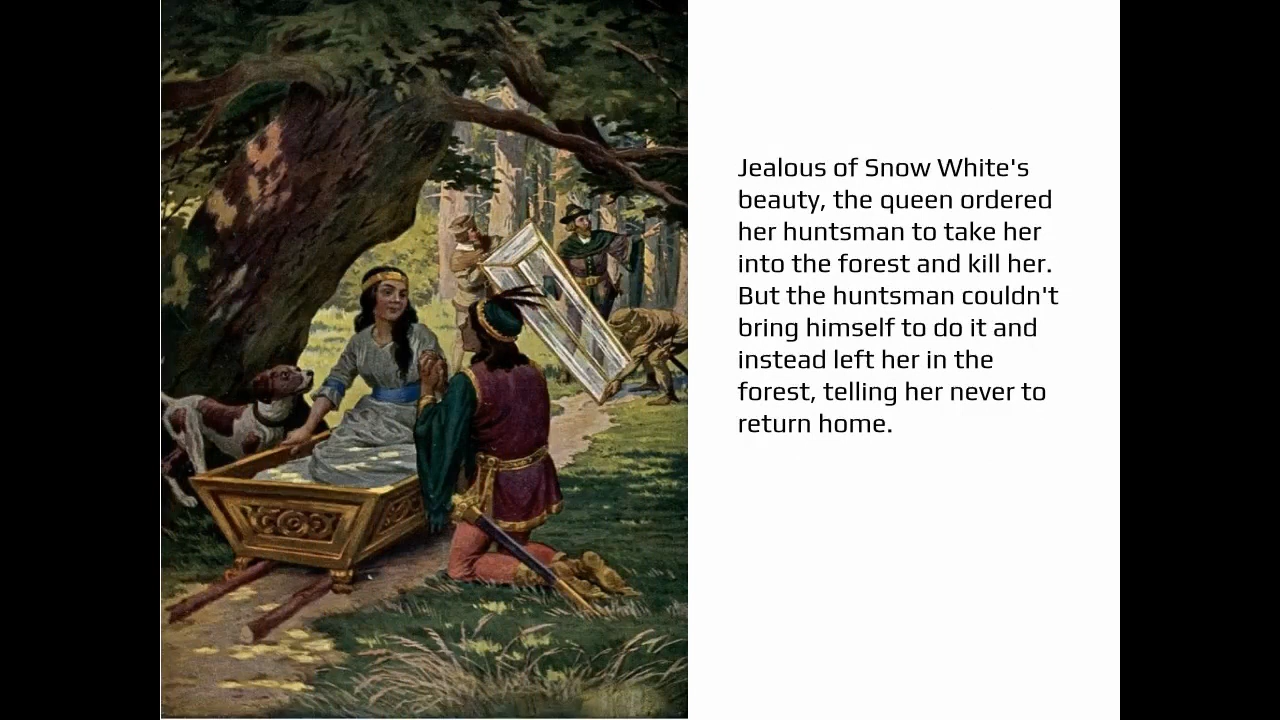 Jealous of Snow White's
beauty, the queen ordered
her huntsman to take her
into the forest and kill her.
But the huntsman couldn't
bring himself to do it and
instead left her in the
forest, telling her never to
return home.